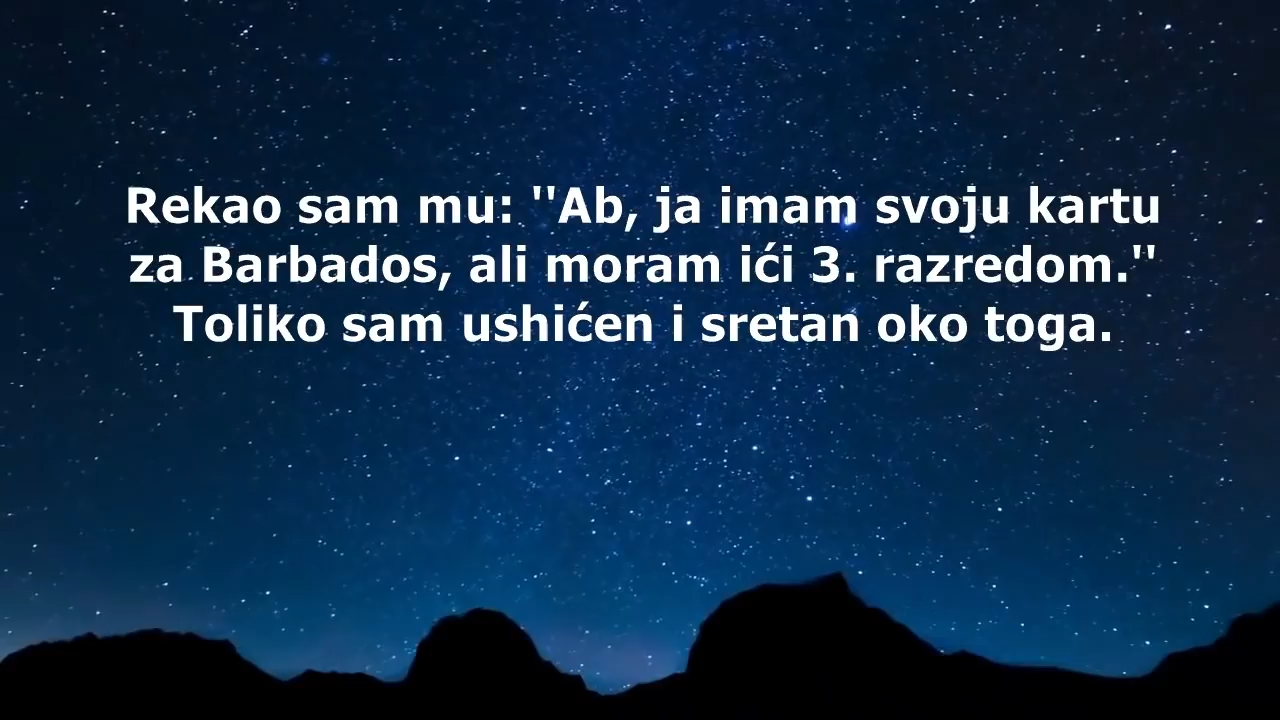 Rekao sam mu: "Ab, ja imam svoju kartu
za Barbados, ali moram ići 3. razredom."
Toliko sam ushićen i sretan oko toga.